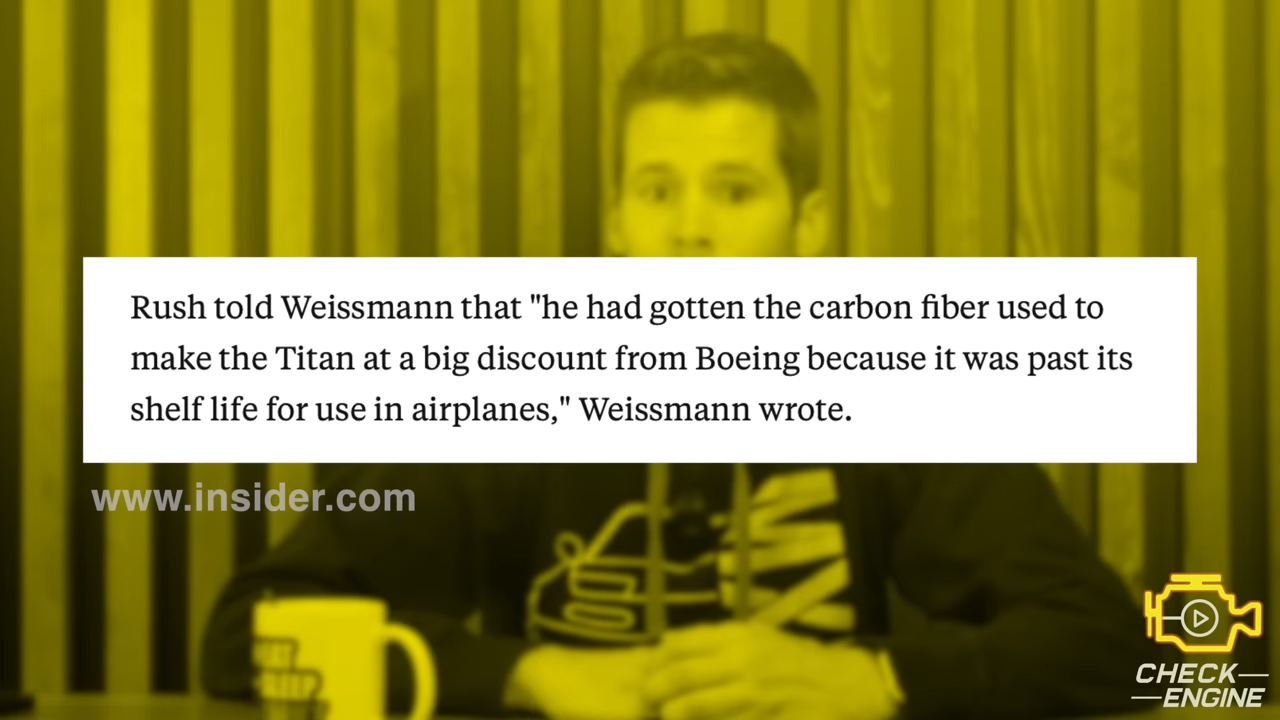 Rush told Weissmann that "he had gotten the carbon fiber used to
make the Titan at a big discount from Boeing because it was past its
shelf life for use in airplanes," Weissmann wrote.
www.insider.com
CHECK
ENGINE